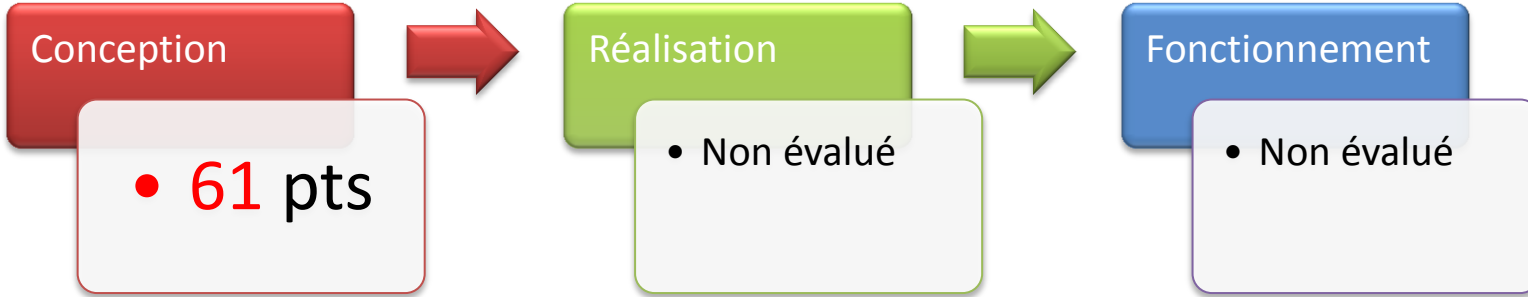 Conception
• 61 pts
Réalisation
• Non évalué
Fonctionnement
• Non évalué